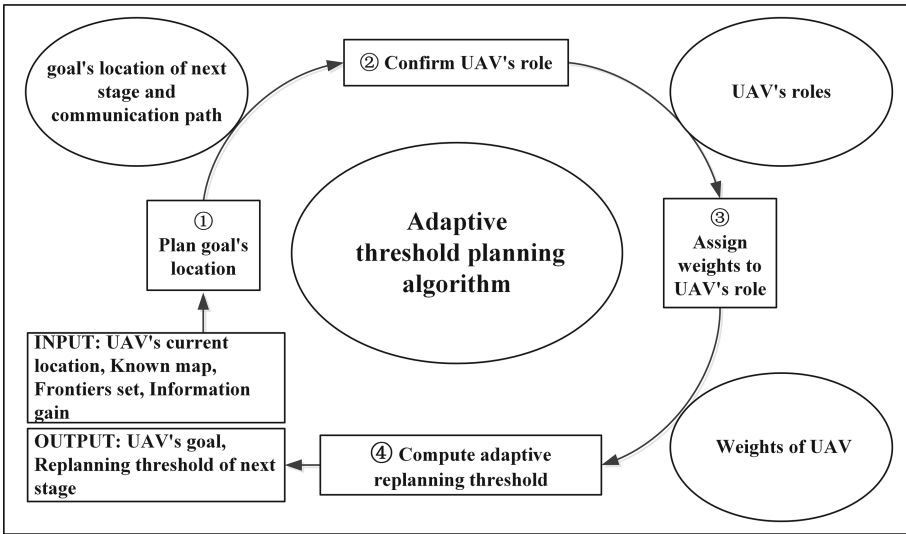 goal's location of next
stage and
communication path
② Confirm UAV's role
UAV's roles
①
Plan goal's
location
Adaptive
threshold planning
algorithm
③
Assign
weights to
UAV's role
INPUT: UAV's current
location, Known map,
Frontiers set, Information
gain
OUTPUT: UAV's goal,
Replanning threshold of next
stage
④ Compute adaptive
replanning threshold
Weights of UAV